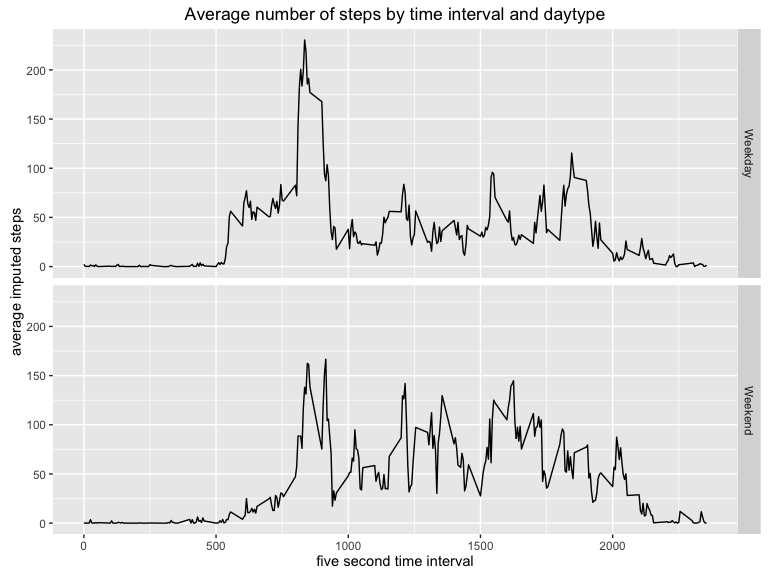 Average number of steps by time interval and daytype
average imputed steps
200
150
100
50
0
Weekday
200
150
100
50
0
Weekend
0 500 1000 1500 2000
five second time interval